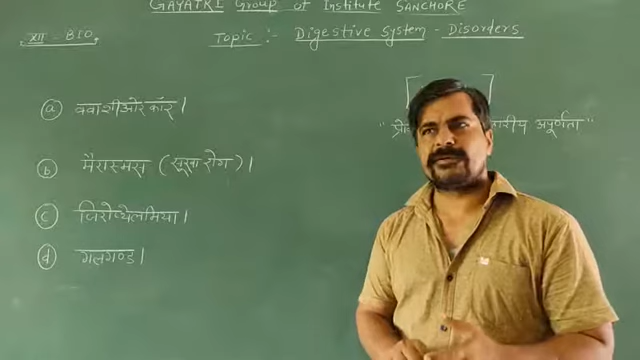 GAYATRI Group of Institute SANCHORE
XII - BIO.
Topic :- Digestive System - Disorders
(a) क्वाशीओरकॉर।
(b) मैरास्मस (सूखा रोग)।
(c) जिरोप्थेलमिया।
(d) गलगण्ड।
" अपूर्णता "